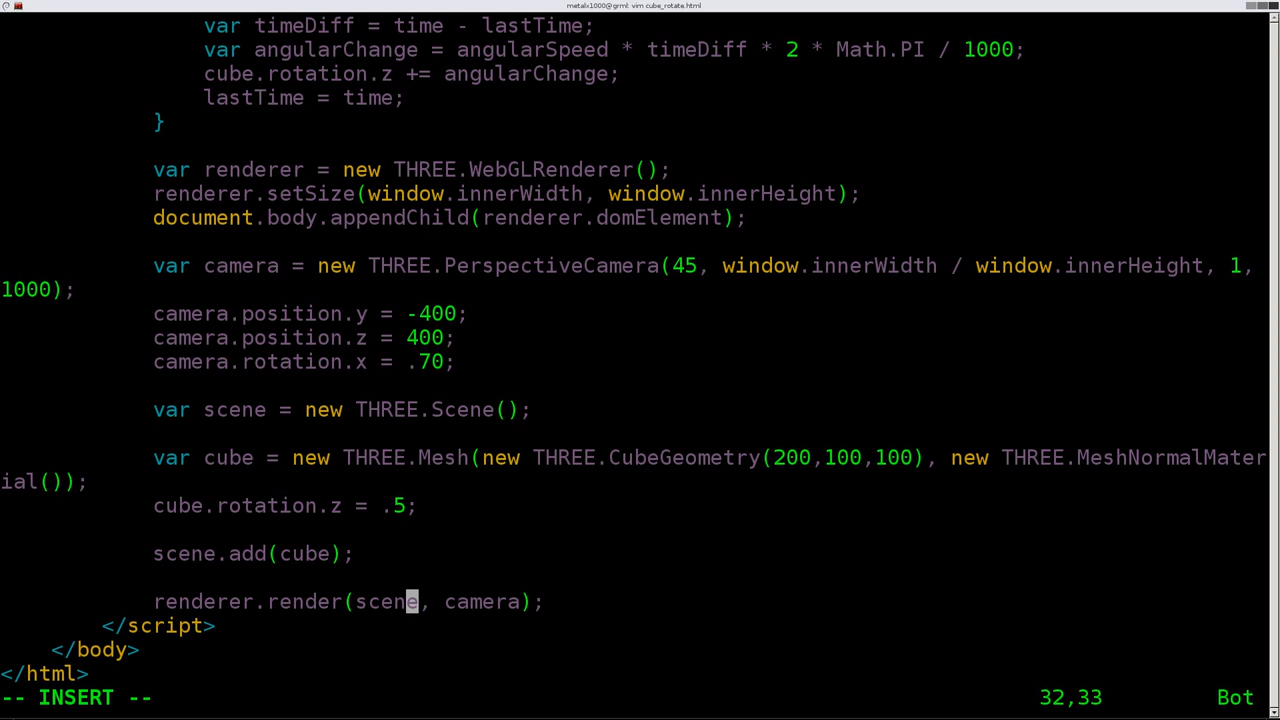 metalx1000@grml: vim cube_rotate.html
var timeDiff = time - lastTime;
var angularChange = angularSpeed * timeDiff * 2 * Math.PI / 1000;
cube.rotation.z += angularChange;
lastTime = time;
}
var renderer = new THREE.WebGLRenderer();
renderer.setSize(window.innerWidth, window.innerHeight);
document.body.appendChild(renderer.domElement);
var camera = new THREE.PerspectiveCamera(45, window.innerWidth / window.innerHeight, 1,
1000);
camera.position.y = -400;
camera.position.z = 400;
camera.rotation.x = .70;
var scene = new THREE.Scene();
var cube = new THREE.Mesh(new THREE.CubeGeometry(200,100,100), new THREE.MeshNormalMater
ial());
cube.rotation.z = .5;
scene.add(cube);
renderer.render(scene, camera);
</script>
</body>
</html>
-- INSERT -- 32,33 Bot